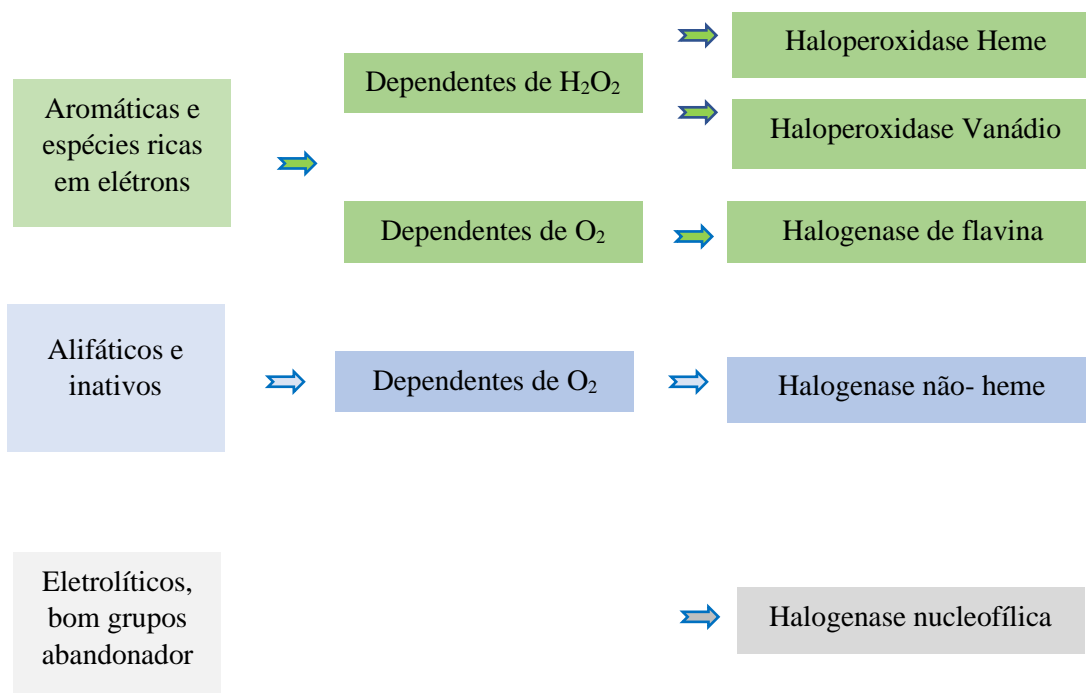 Aromáticas e
espécies ricas
em elétrons
Dependentes de H₂O₂
Haloperoxidase Heme
Haloperoxidase Vanádio
Dependentes de O₂
Halogenase de flavina
Alifáticos e
inativos
Dependentes de O₂
Halogenase não- heme
Eletrolíticos,
bom grupos
abandonador
Halogenase nucleofílica